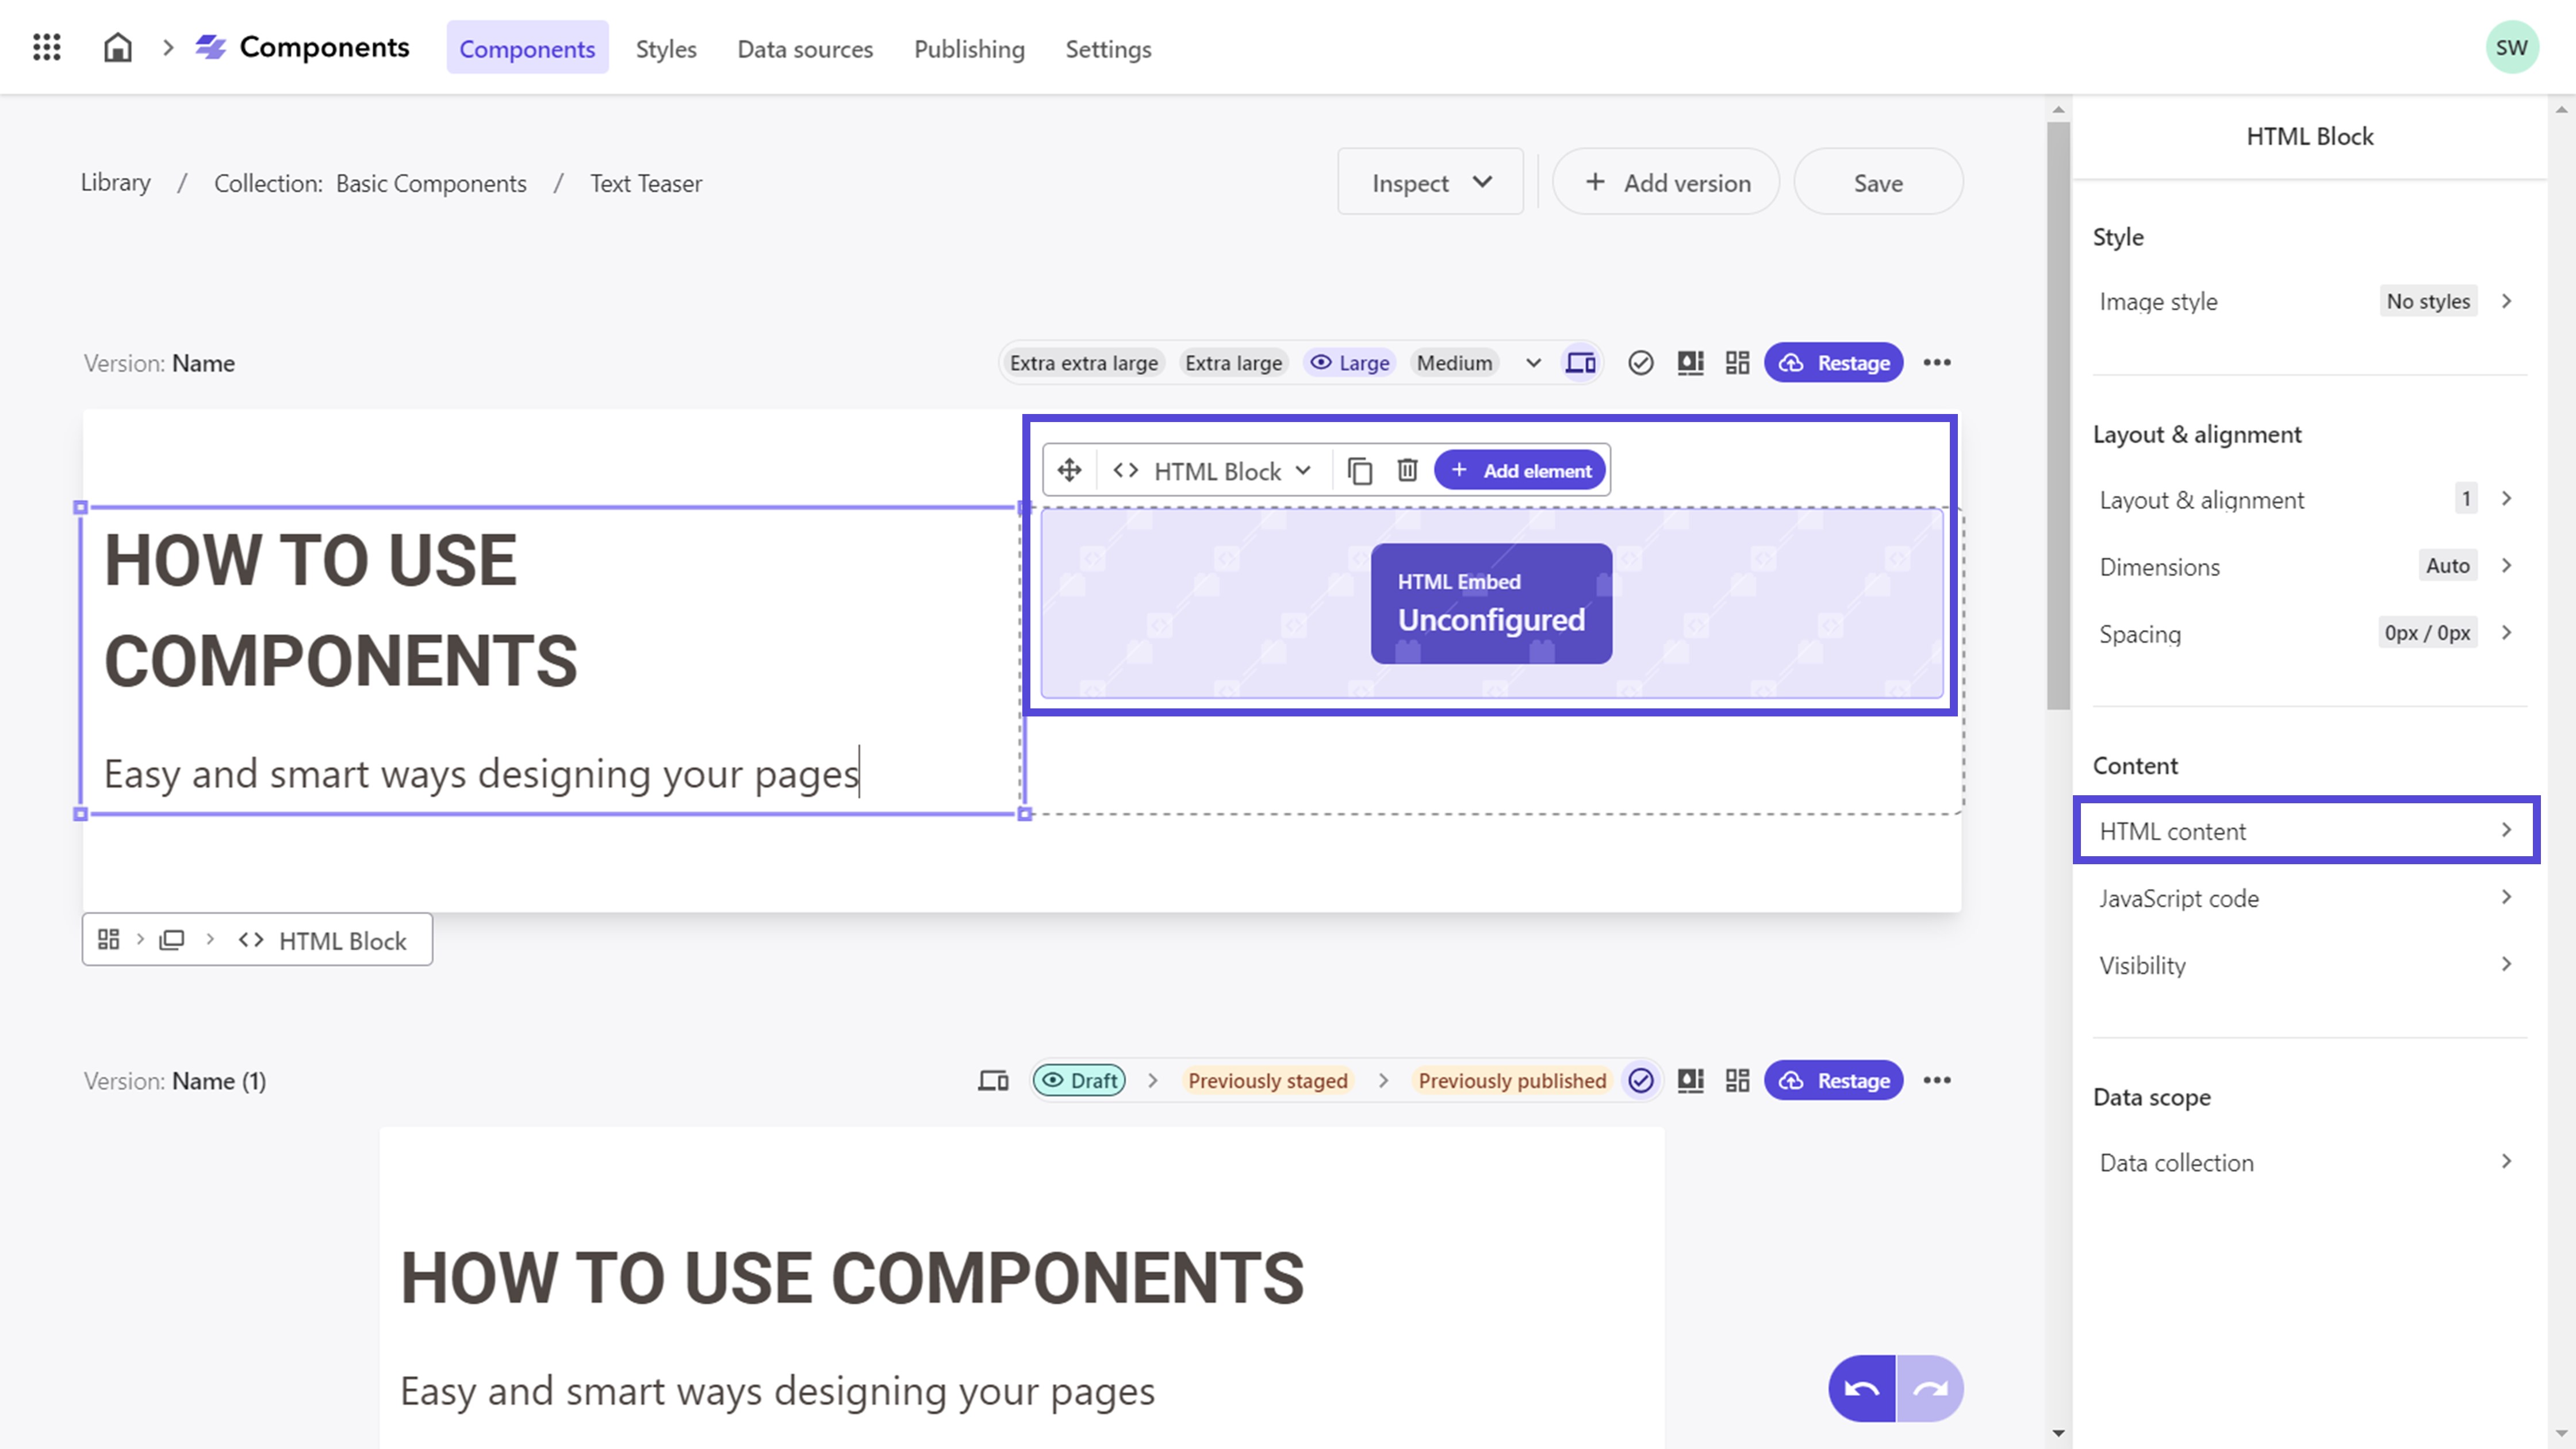 Components Components Styles Data sources Publishing Settings SW
Library / Collection: Basic Components / Text Teaser
Inspect + Add version Save
Version: Name
Extra extra large Extra large Large Medium Restage
HTML Block + Add element
HOW TO USE
COMPONENTS
Easy and smart ways designing your pages
HTML Embed
Unconfigured
HTML Block
Version: Name (1)
Draft Previously staged Previously published Restage
HOW TO USE COMPONENTS
Easy and smart ways designing your pages
HTML Block
Style
Image style No styles
Layout & alignment
Layout & alignment 1
Dimensions Auto
Spacing 0px / 0px
Content
HTML content
JavaScript code
Visibility
Data scope
Data collection